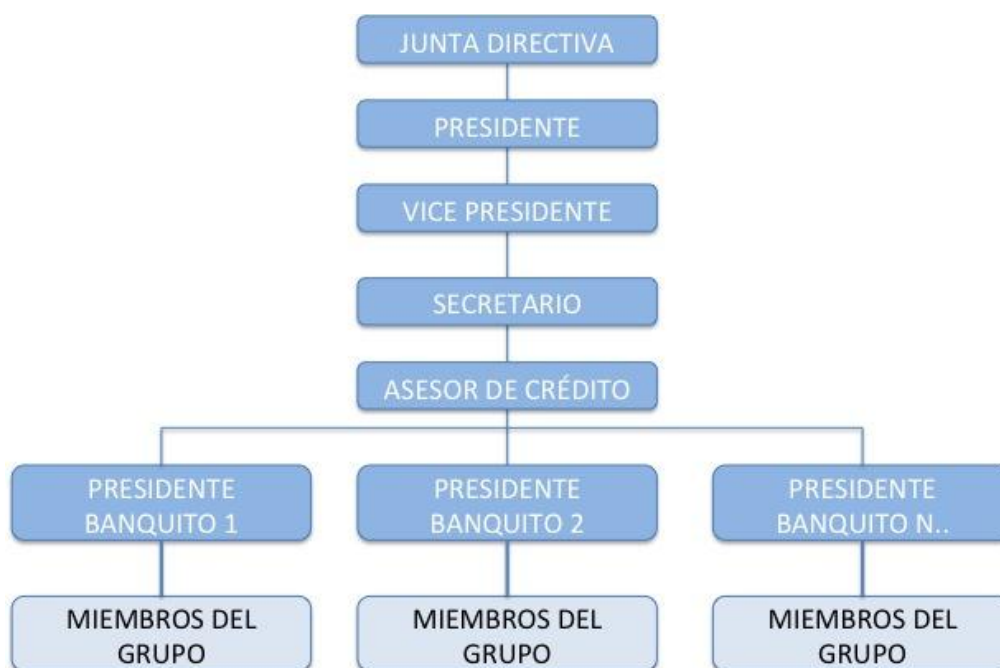 JUNTA DIRECTIVA
PRESIDENTE
VICE PRESIDENTE
SECRETARIO
ASESOR DE CRÉDITO
PRESIDENTE
BANQUITO 1
PRESIDENTE
BANQUITO 2
PRESIDENTE
BANQUITO N..
MIEMBROS DEL
GRUPO
MIEMBROS DEL
GRUPO
MIEMBROS DEL
GRUPO